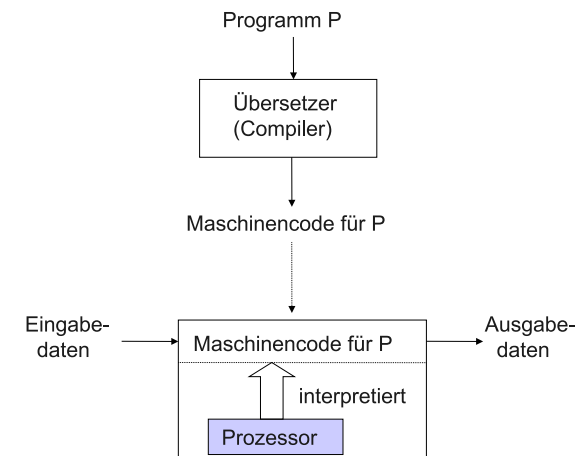 Programm P
Übersetzer
(Compiler)
Maschinencode für P
Eingabe-
daten
Maschinencode für P
Ausgabe-
daten
interpretiert
Prozessor